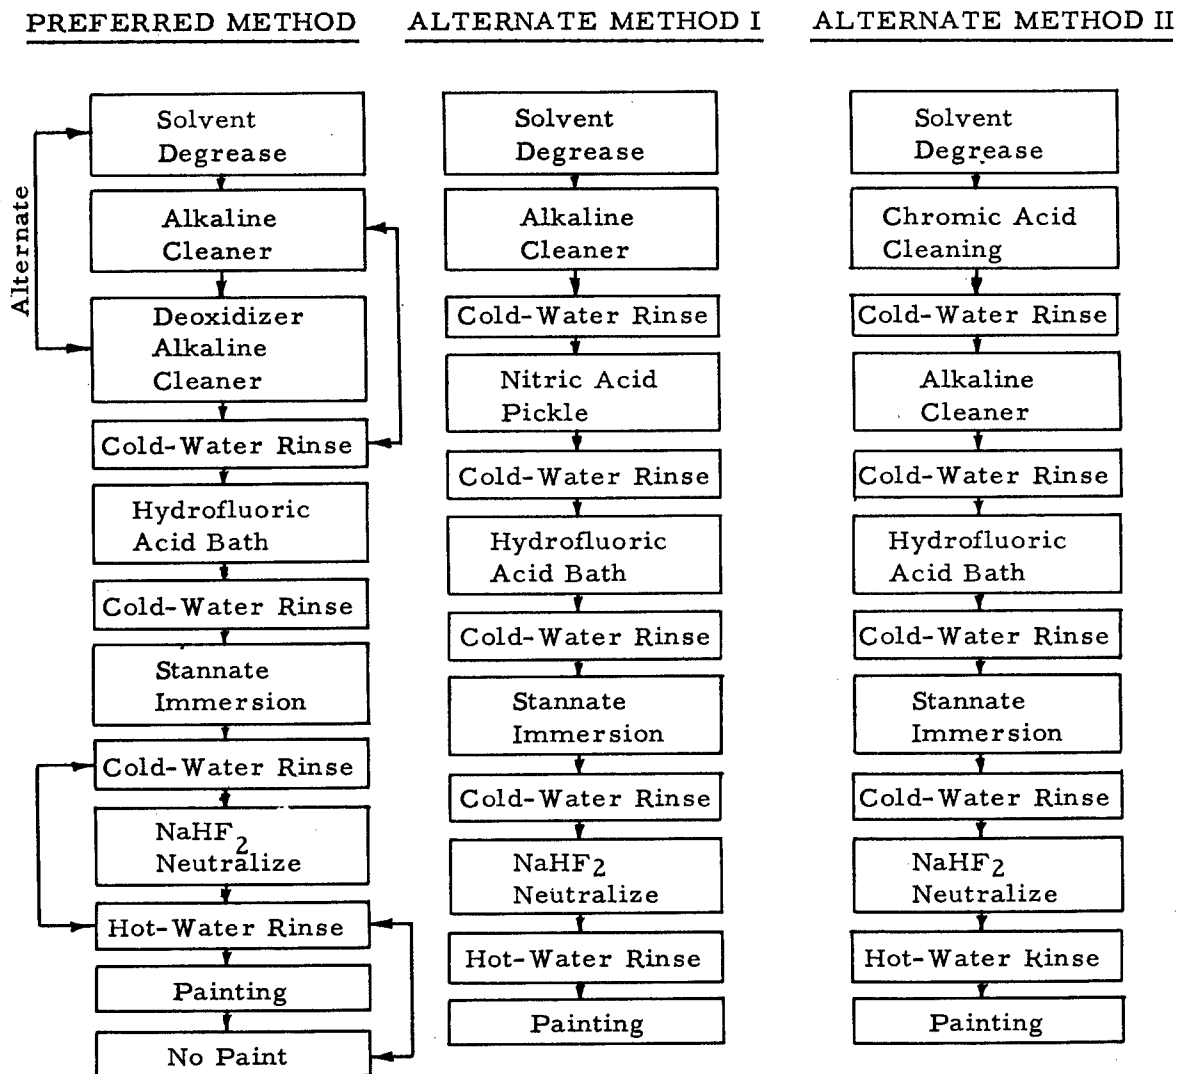 PREFERRED METHOD
Alternate
Solvent
Degrease
Alkaline
Cleaner
Deoxidizer
Alkaline
Cleaner
Cold-Water Rinse
Hydrofluoric
Acid Bath
Cold-Water Rinse
Stannate
Immersion
Cold-Water Rinse
NaHF2
Neutralize
Hot-Water Rinse
Painting
No Paint
ALTERNATE METHOD I
Solvent
Degrease
Alkaline
Cleaner
Cold-Water Rinse
Nitric Acid
Pickle
Cold-Water Rinse
Hydrofluoric
Acid Bath
Cold-Water Rinse
Stannate
Immersion
Cold-Water Rinse
NaHF2
Neutralize
Hot-Water Rinse
Painting
ALTERNATE METHOD II
Solvent
Degrease
Chromic Acid
Cleaning
Cold-Water Rinse
Alkaline
Cleaner
Cold-Water Rinse
Hydrofluoric
Acid Bath
Cold-Water Rinse
Stannate
Immersion
Cold-Water Rinse
NaHF2
Neutralize
Hot-Water Rinse
Painting